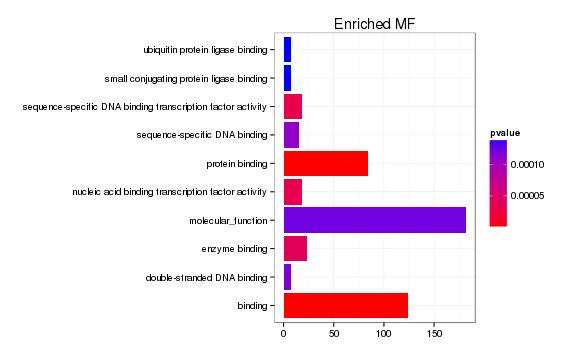 Enriched MF
ubiquitin protein ligase binding
small conjugating protein ligase binding
sequence-specific DNA binding transcription factor activity
sequence-specific DNA binding
protein binding
nucleic acid binding transcription factor activity
molecular_function
enzyme binding
double-stranded DNA binding
binding
0 50 100 150
pvalue
0.00010
0.00005